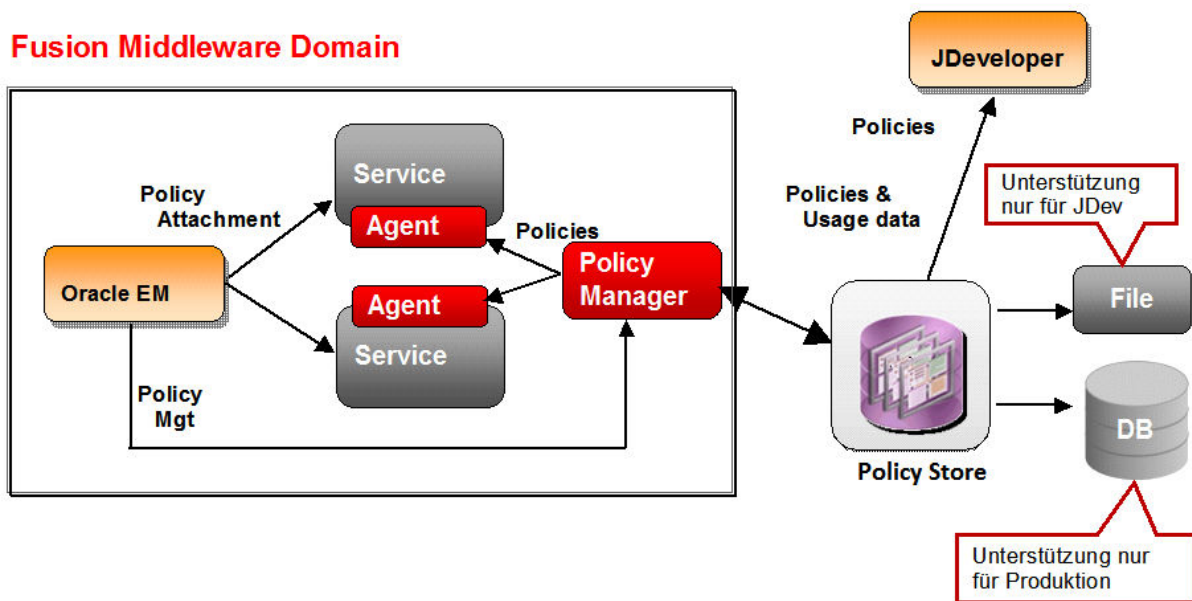 Fusion Middleware Domain
JDeveloper
Policies
Service
Policy
Attachment
Agent
Policies
Policies &
Usage data
Unterstützung
nur für JDev
Oracle EM
Policy
Manager
Agent
Service
File
Policy
Mgt
DB
Policy Store
Unterstützung nur
für Produktion